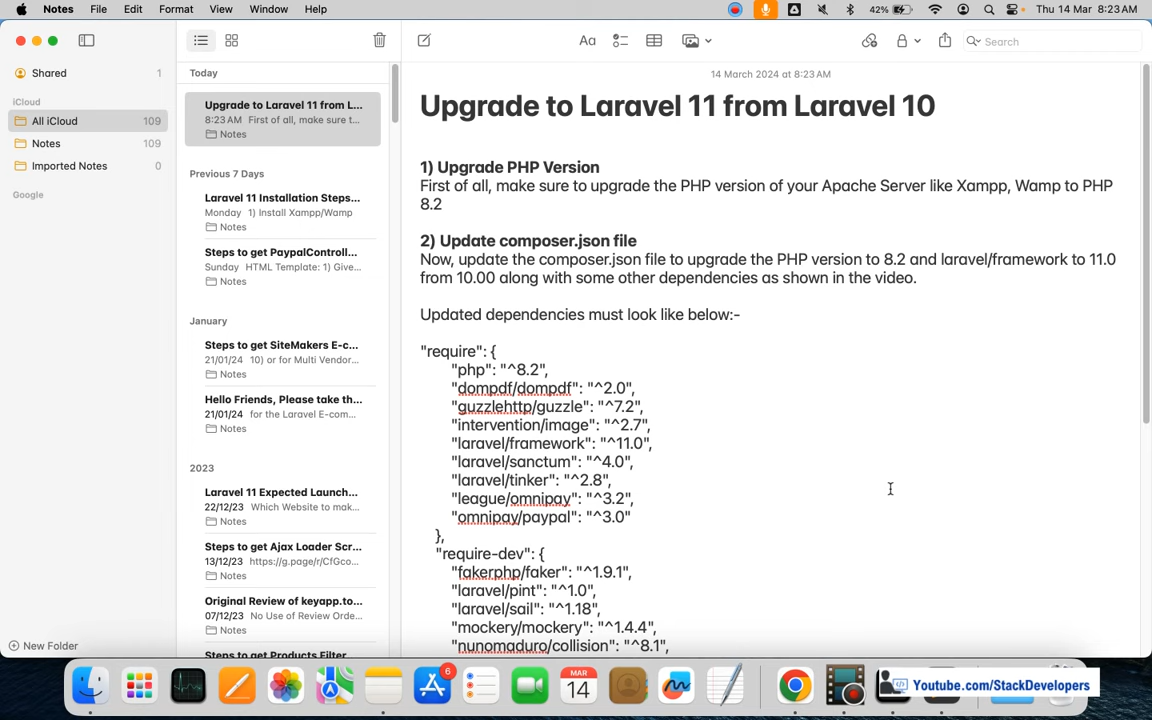 Notes File Edit Format View Window Help 42% Thu 14 Mar 8:23 AM
Search
Shared 1
iCloud
All iCloud 109
Notes 109
Imported Notes 0
Google
New Folder
Today
Upgrade to Laravel 11 from L...
8:23 AM First of all, make sure t...
Notes
Previous 7 Days
Laravel 11 Installation Steps...
Monday 1) Install Xampp/Wamp
Notes
Steps to get PaypalControll...
Sunday HTML Template: 1) Give...
Notes
January
Steps to get SiteMakers E-c...
21/01/24 10} or for Multi Vendor...
Notes
Hello Friends, Please take th...
21/01/24 for the Laravel E-com...
Notes
2023
Laravel 11 Expected Launch...
22/12/23 Which Website to mak...
Notes
Steps to get Ajax Loader Scr...
13/12/23 https://g.page/r/CfGco...
Notes
Original Review of keyapp.to...
07/12/23 No Use of Review Orde...
Notes
Steps to get Products Filter
14 March 2024 at 8:23 AM
Upgrade to Laravel 11 from Laravel 10
1) Upgrade PHP Version
First of all, make sure to upgrade the PHP version of your Apache Server like Xampp, Wamp to PHP
8.2
2) Update composer.json file
Now, update the composer.json file to upgrade the PHP version to 8.2 and laravel/framework to 11.0
from 10.00 along with some other dependencies as shown in the video.
Updated dependencies must look like below:-
"require": {
"php": "^8.2",
"dompdf/dompdf": "^2.0",
"guzzlehttp/guzzle": "^7.2",
"intervention/image": "^2.7",
"laravel/framework": "^11.0",
"laravel/sanctum": "^4.0",
"laravel/tinker": "^2.8",
"league/omnipay": "^3.2",
"omnipay/paypal": "^3.0"
},
"require-dev": {
"fakerphp/faker": "^1.9.1",
"laravel/pint": "^1.0",
"laravel/sail": "^1.18",
"mockery/mockery": "^1.4.4",
"nunomaduro/collision": "^8.1",
MAR
14
6
Youtube.com/StackDevelopers